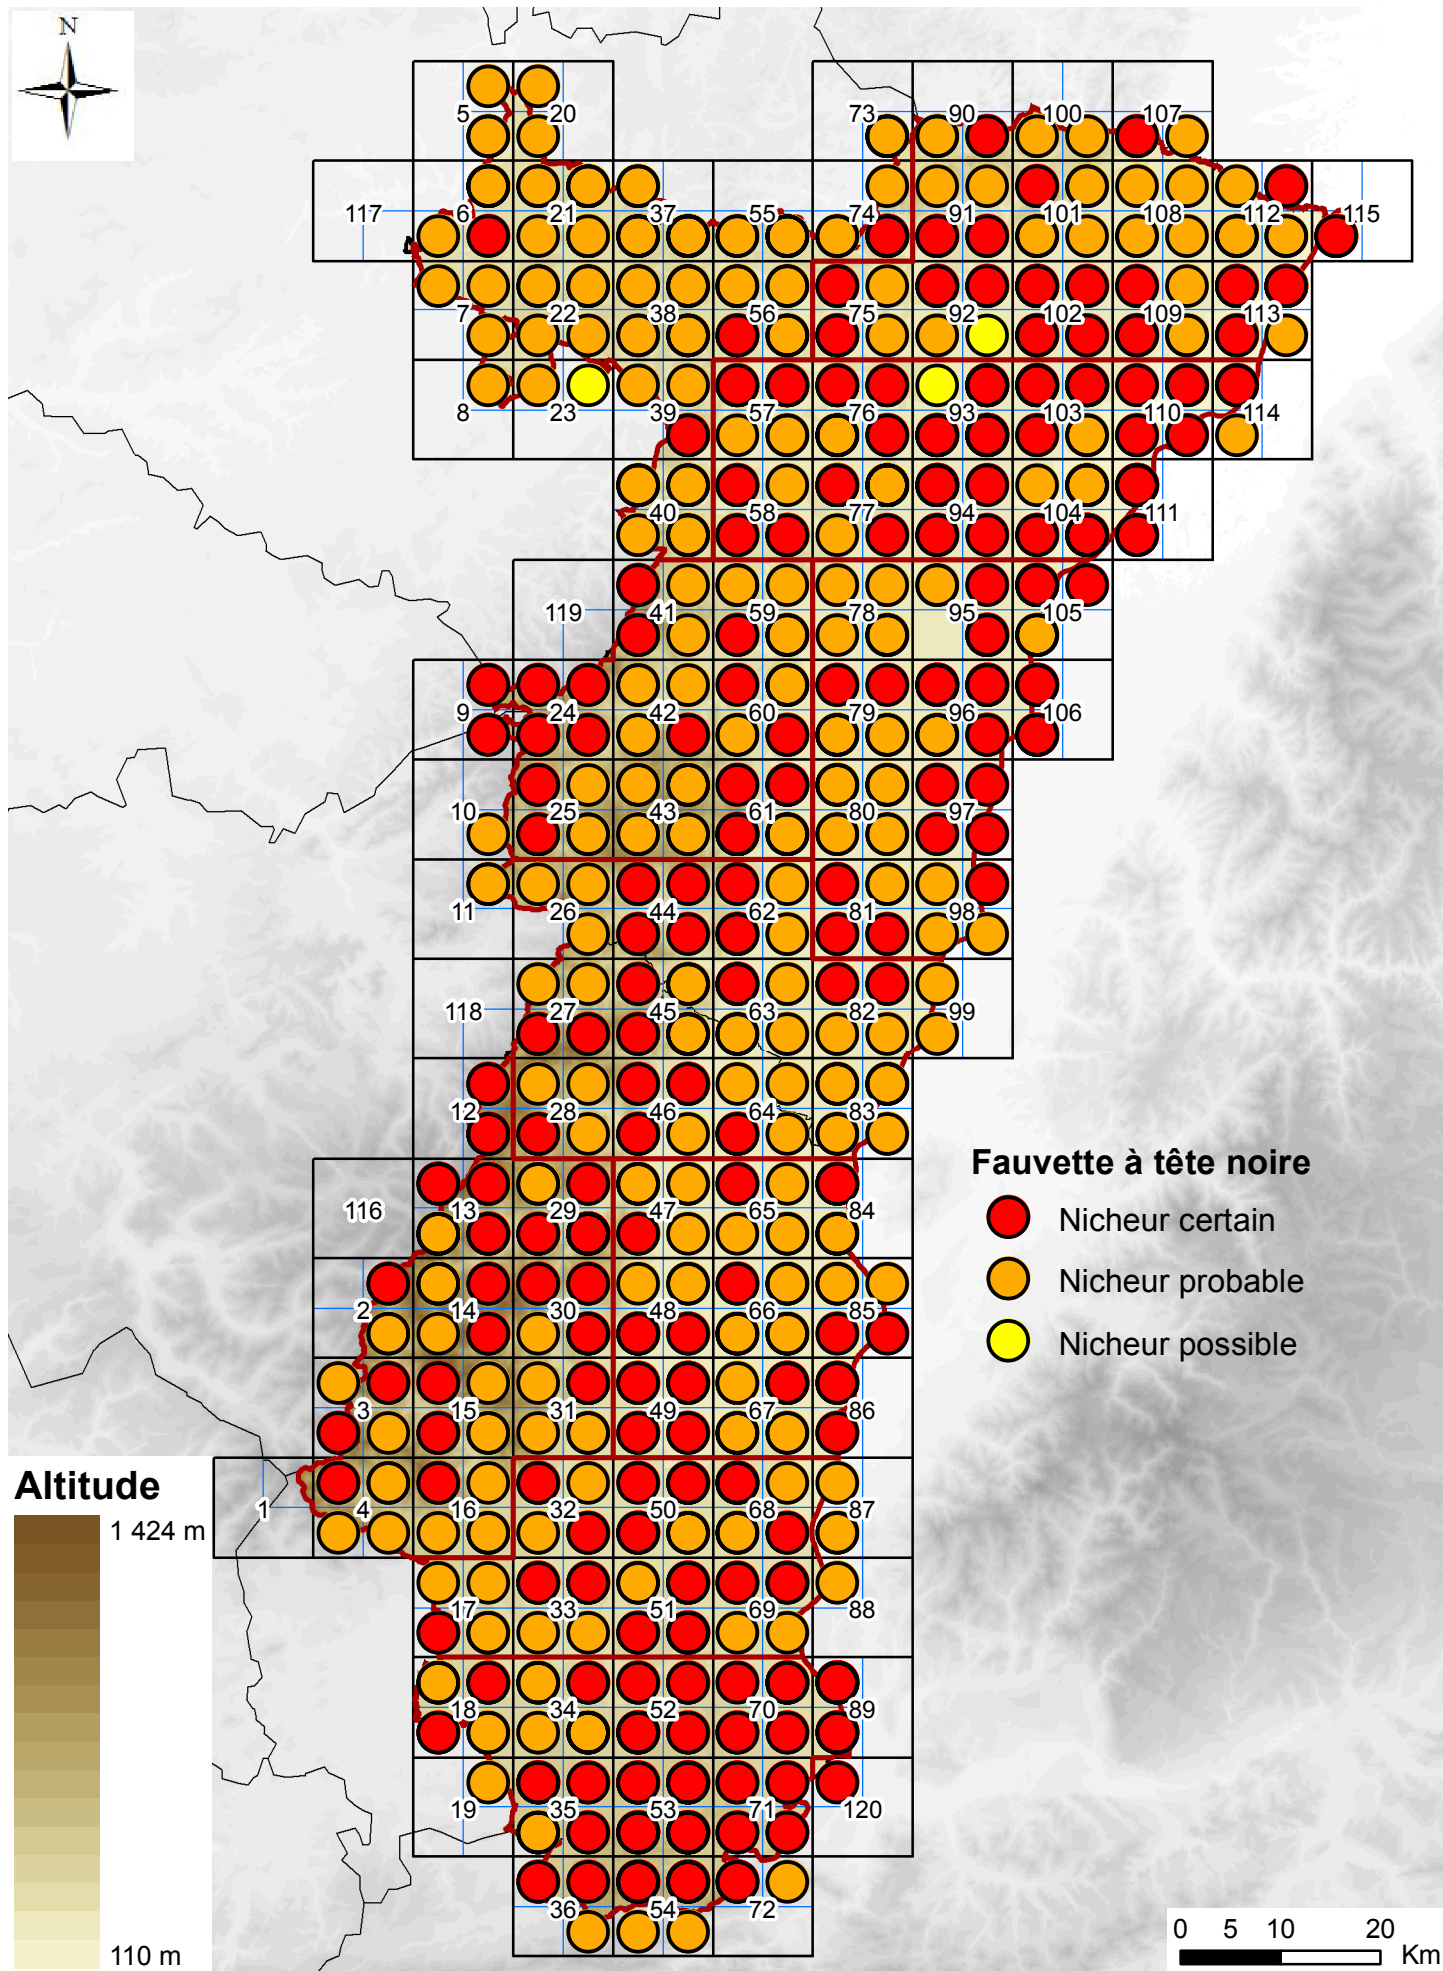 N
5 20 73 90 100 107
117 6 21 37 55 74 91 101 108 112 115
7 22 38 56 75 92 102 109 113
8 23 39 57 76 93 103 110 114
40 58 77 94 104 111
119 41 59 78 95 105
9 24 42 60 79 96 106
10 25 43 61 80 97
11 26 44 62 81 98
118 27 45 63 82 99
12 28 46 64 83
116 13 29 47 65 84
2 14 30 48 66 85
3 15 31 49 67 86
1 4 16 32 50 68 87
17 33 51 69 88
18 34 52 70 89
19 35 53 71 120
36 54 72
Fauvette à tête noire
Nicheur certain
Nicheur probable
Nicheur possible
Altitude
1 424 m
110 m
0 5 10 20
Km